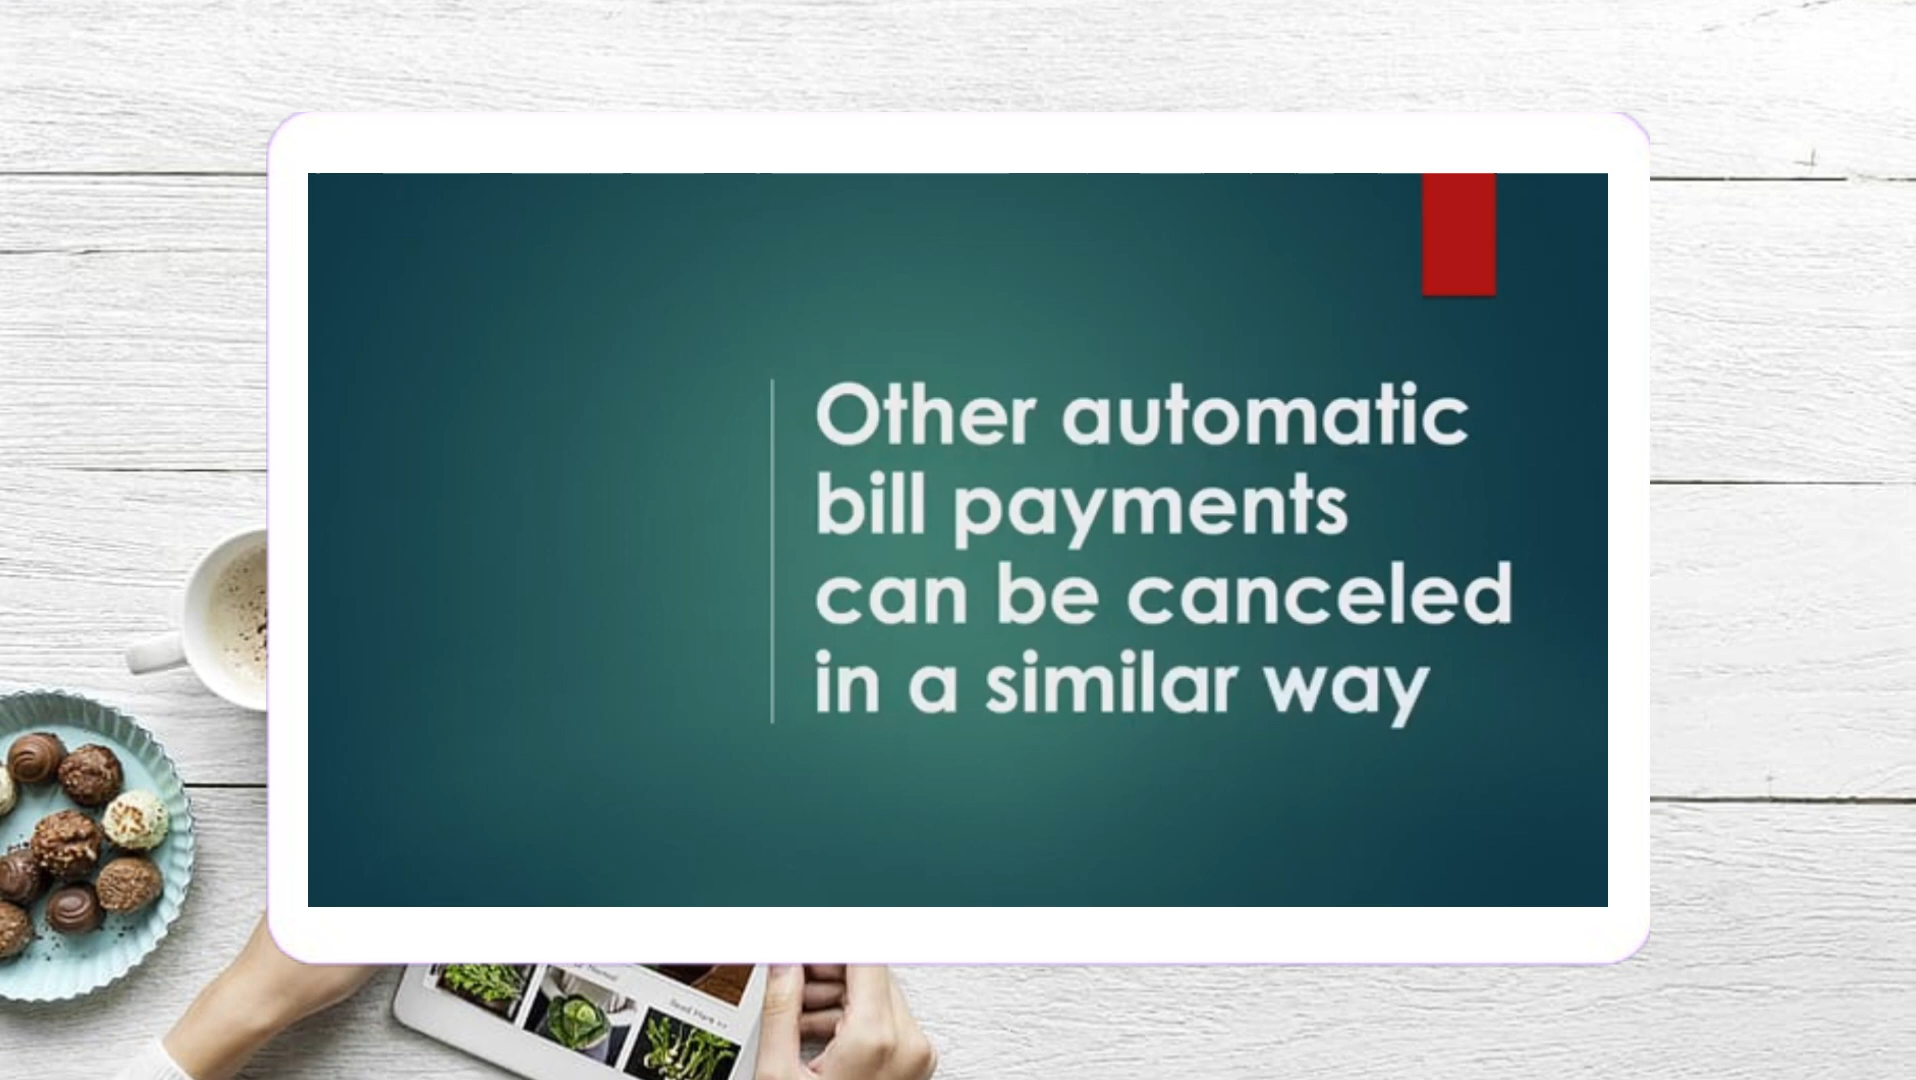 Other automatic
bill payments
can be canceled
in a similar way